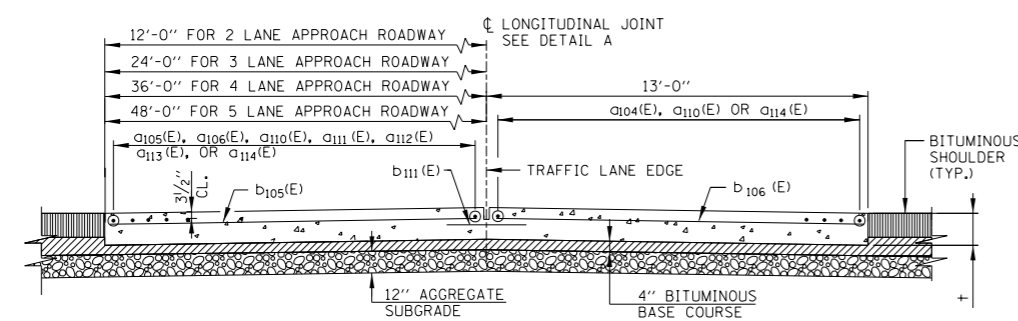 ℄ LONGITUDINAL JOINT
SEE DETAIL A
12'-0" FOR 2 LANE APPROACH ROADWAY
24'-0" FOR 3 LANE APPROACH ROADWAY
36'-0" FOR 4 LANE APPROACH ROADWAY
13'-0"
48'-0" FOR 5 LANE APPROACH ROADWAY
a104(E), a110(E) OR a114(E)
a105(E), a106(E), a110(E), a111(E), a112(E)
a113(E), OR a114(E)
BITUMINOUS
SHOULDER
(TYP.)
3½"
CL.
b105(E)
b111(E)
TRAFFIC LANE EDGE
b106 (E)
12" AGGREGATE
SUBGRADE
4" BITUMINOUS
BASE COURSE
t